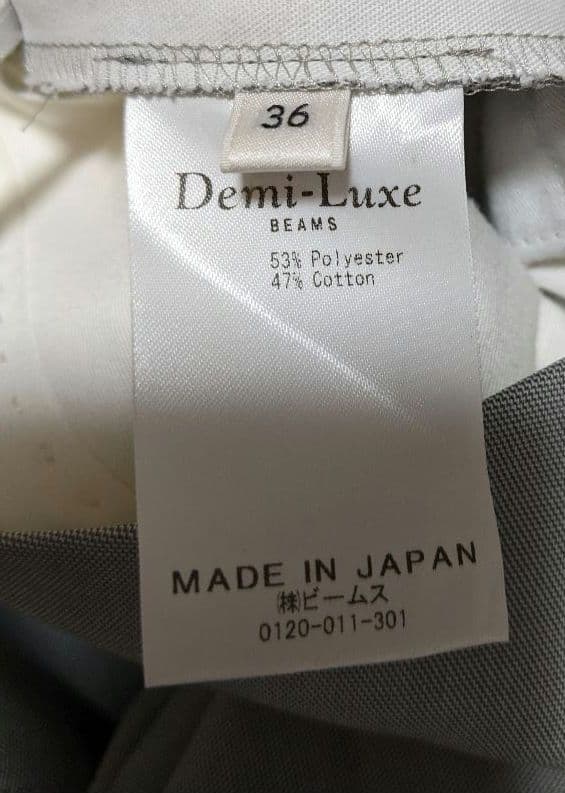 36
Demi-Luxe
BEAMS
53% Polyester
47% Cotton
MADE IN JAPAN
㈱ビームス
0120-011-301